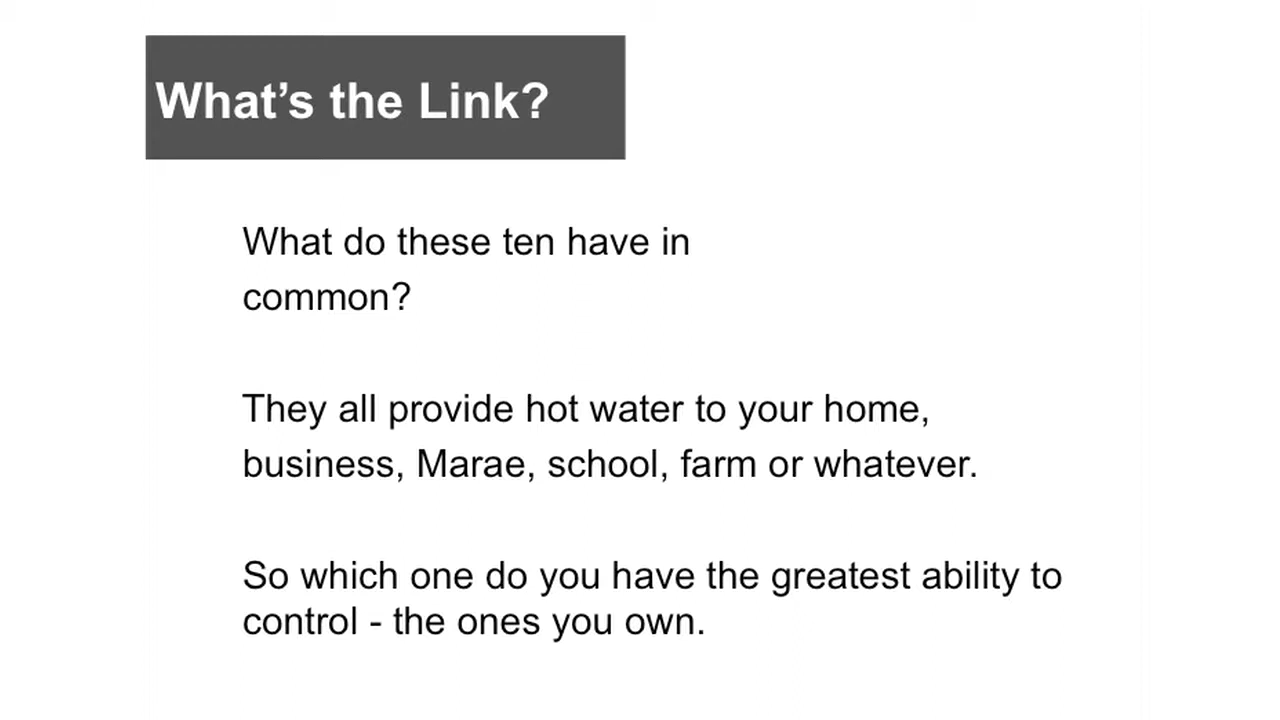 What’s the Link?
What do these ten have in
common?
They all provide hot water to your home,
business, Marae, school, farm or whatever.
So which one do you have the greatest ability to
control - the ones you own.